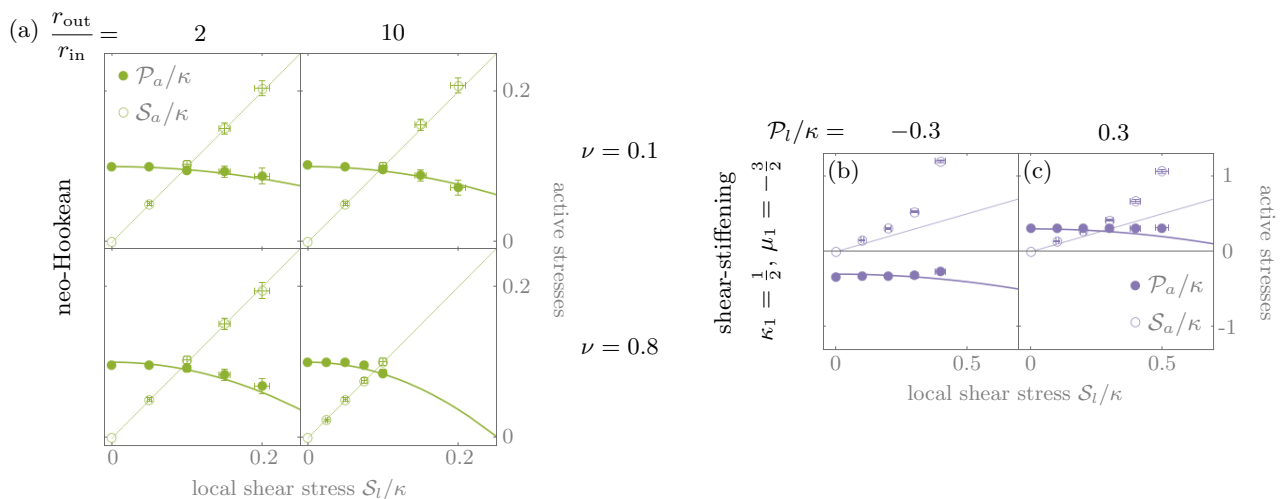 (a) r_out/r_in = 2 10
P_a/κ
S_a/κ
0.2
0
ν = 0.1
neo-Hookean
active stresses
0.2
0
ν = 0.8
0 0.2 0 0.2
local shear stress S_l/κ
P_l/κ = −0.3 0.3
(b) (c)
shear-stiffening
κ_1 = 1/2, μ_1 = −3/2
1
0
-1
P_a/κ
S_a/κ
active stresses
0 0.5 0 0.5
local shear stress S_l/κ